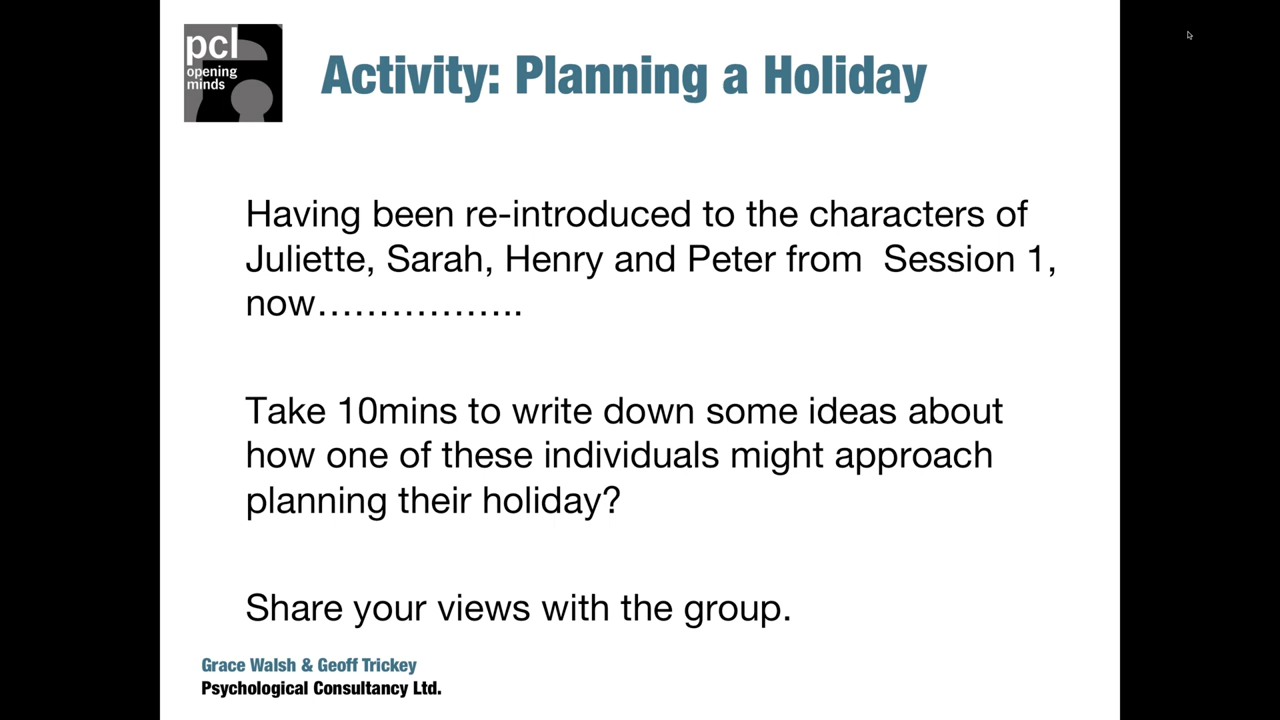 pcl
opening
minds
Activity: Planning a Holiday
Having been re-introduced to the characters of
Juliette, Sarah, Henry and Peter from  Session 1,
now……………..
Take 10mins to write down some ideas about
how one of these individuals might approach
planning their holiday?
Share your views with the group.
Grace Walsh & Geoff Trickey
Psychological Consultancy Ltd.